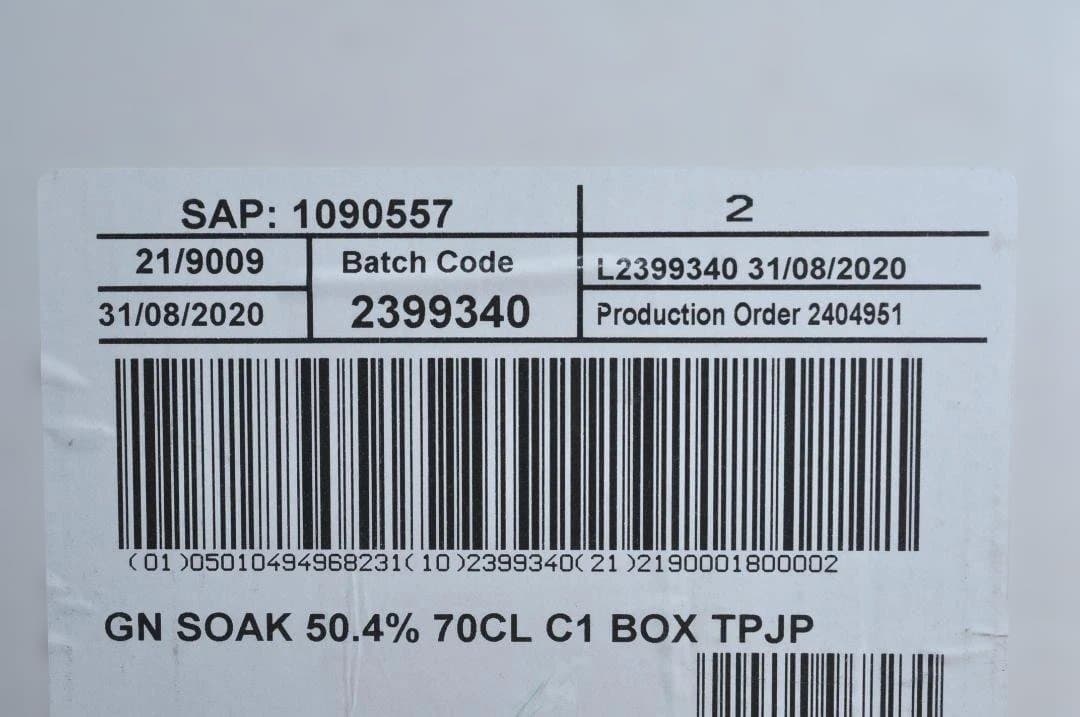 SAP: 1090557
2
21/9009
Batch Code
L2399340 31/08/2020
31/08/2020
2399340
Production Order 2404951
(01)05010494968231(10)2399340(21)2190001800002
GN SOAK 50.4% 70CL C1 BOX TPJP